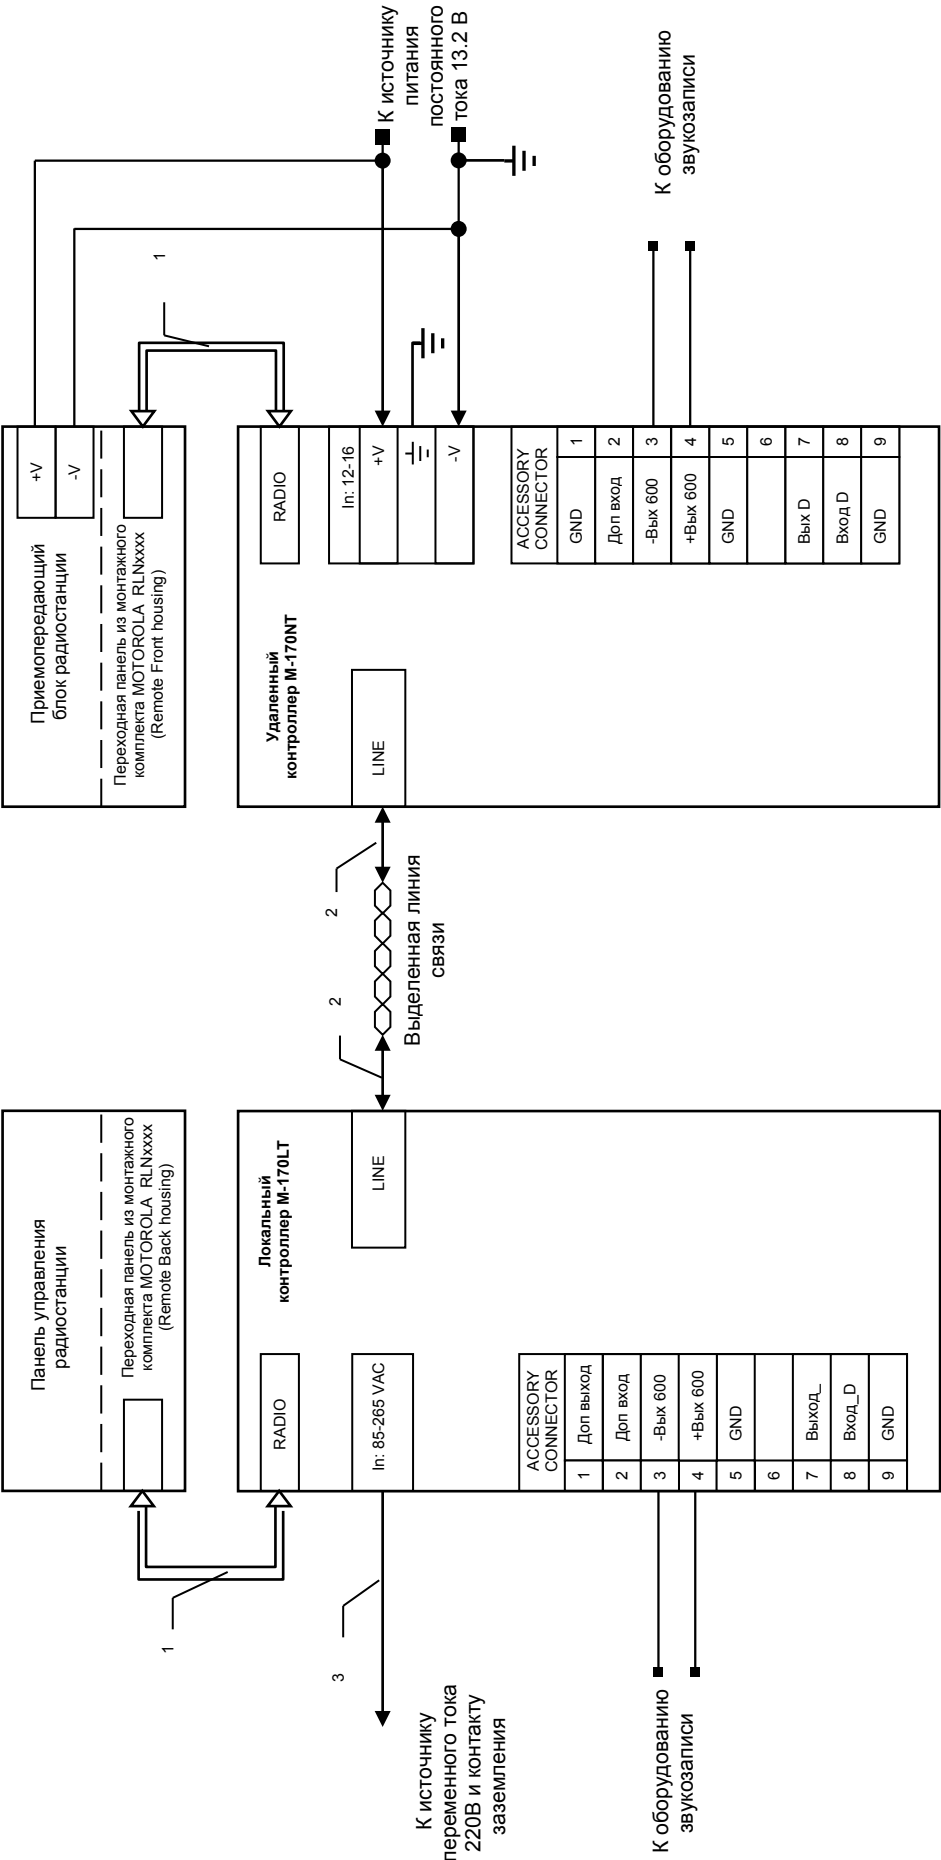 Панель управления
радиостанции
Переходная панель из монтажного
комплекта MOTOROLA RLNxxxx
(Remote Back housing)
1
Локальный
контроллер M-170LT
RADIO
LINE
In: 85-265 VAC
3
К источнику
переменного тока
220В и контакту
заземления
ACCESSORY
CONNECTOR
1 Доп выход
2 Доп вход
3 -Вых 600
4 +Вых 600
5 GND
6
7 Выход_
8 Вход_D
9 GND
К оборудованию
звукозаписи
2
2
Выделенная линия
связи
Приемопередающий
блок радиостанции
+V
-V
Переходная панель из монтажного
комплекта MOTOROLA RLNxxxx
(Remote Front housing)
1
Удаленный
контроллер M-170NT
RADIO
LINE
In: 12-16
+V
-V
К источнику
питания
постоянного
тока 13.2 В
ACCESSORY
CONNECTOR
GND 1
Доп вход 2
-Вых 600 3
+Вых 600 4
GND 5
6
Вых D 7
Вход D 8
GND 9
К оборудованию
звукозаписи